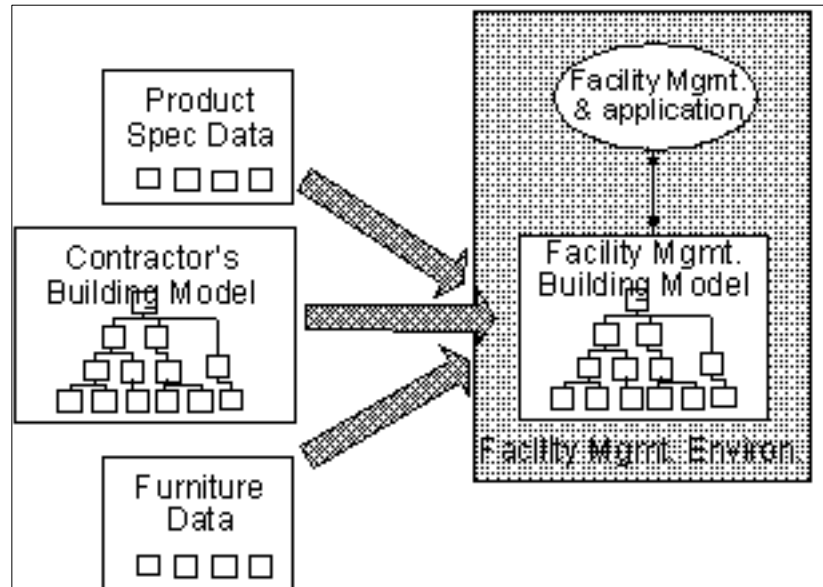 Product
Spec Data
Contractor's
Building Model
Furniture
Data
Facility Mgmt.
& application
Facility Mgmt.
Building Model
Facility Mgmt. Environ.